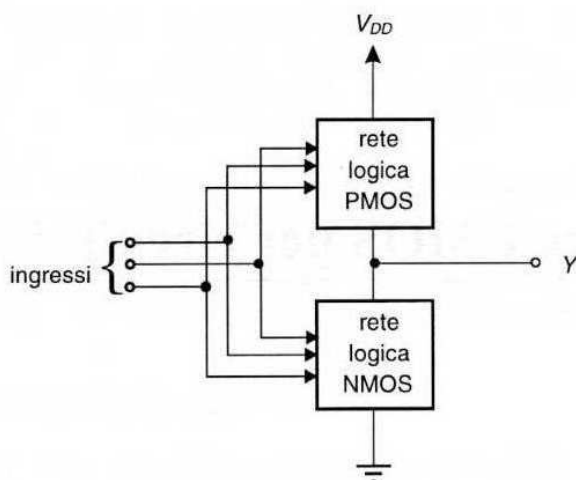 V_DD
rete
logica
PMOS
ingressi
Y
rete
logica
NMOS